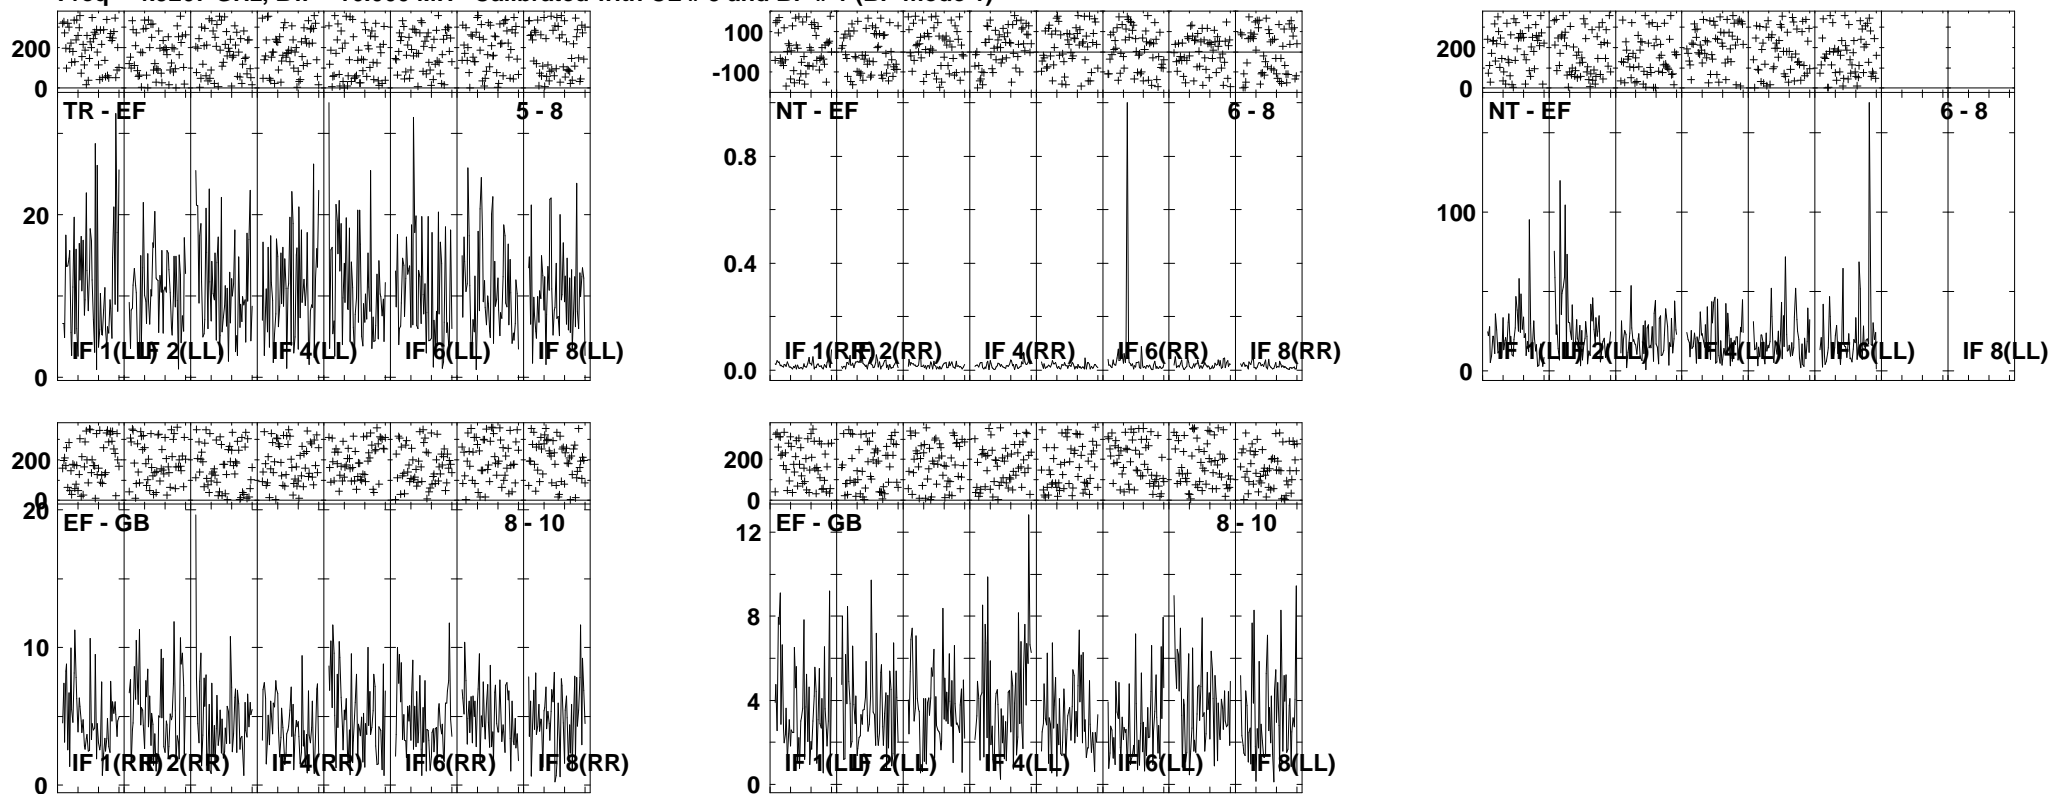 200
0
TR - EF 5 - 8
20
0
IF 1(LL) IF 2(LL) IF 4(LL) IF 6(LL) IF 8(LL)
100
-100
NT - EF 6 - 8
0.8
0.4
0.0
IF 1(RR) IF 2(RR) IF 4(RR) IF 6(RR) IF 8(RR)
200
0
NT - EF 6 - 8
100
0
IF 1(LL) IF 2(LL) IF 4(LL) IF 6(LL) IF 8(LL)
200
0
20
EF - GB 8 - 10
10
0
IF 1(RR) IF 2(RR) IF 4(RR) IF 6(RR) IF 8(RR)
200
0
EF - GB 8 - 10
12
8
4
0
IF 1(LL) IF 2(LL) IF 4(LL) IF 6(LL) IF 8(LL)